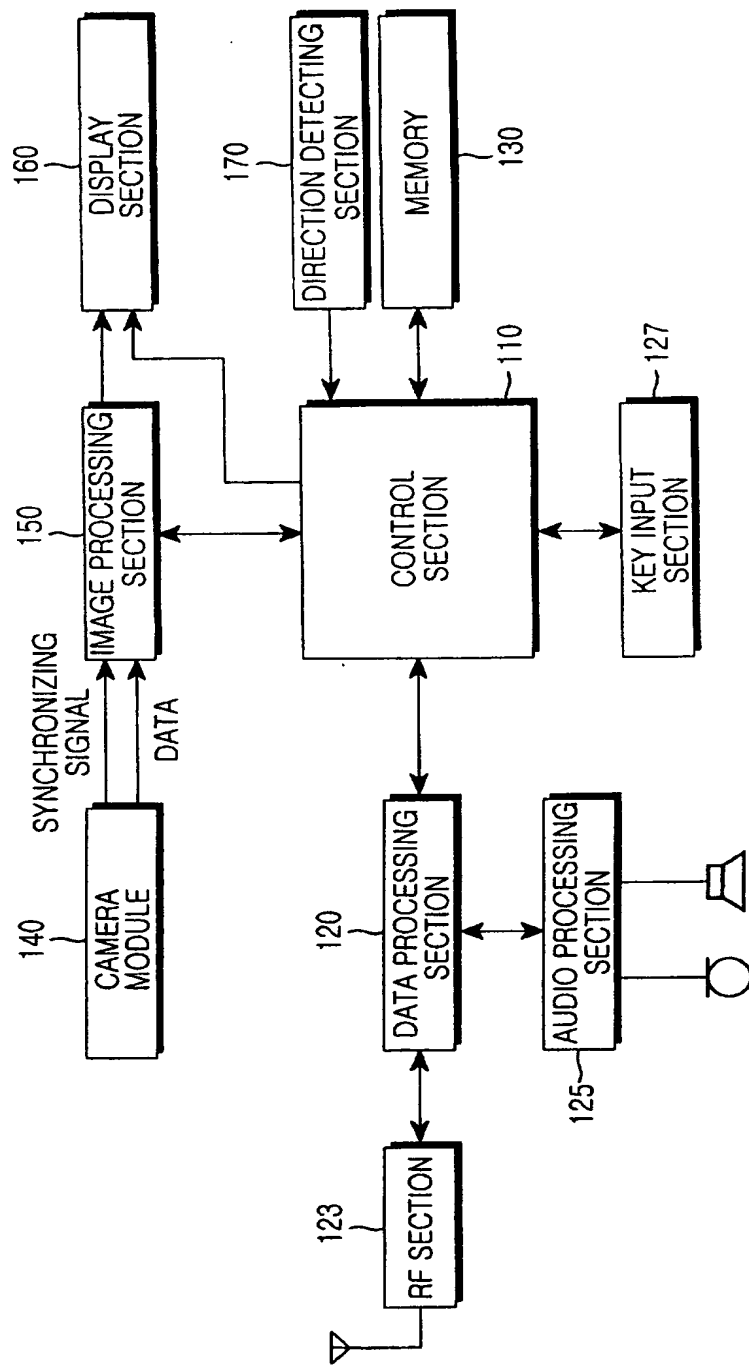 140
CAMERA
MODULE
SYNCHRONIZING
SIGNAL
DATA
150
IMAGE PROCESSING
SECTION
160
DISPLAY
SECTION
170
DIRECTION DETECTING
SECTION
MEMORY
130
110
CONTROL
SECTION
127
KEY INPUT
SECTION
120
DATA PROCESSING
SECTION
123
RF SECTION
AUDIO PROCESSING
SECTION
125